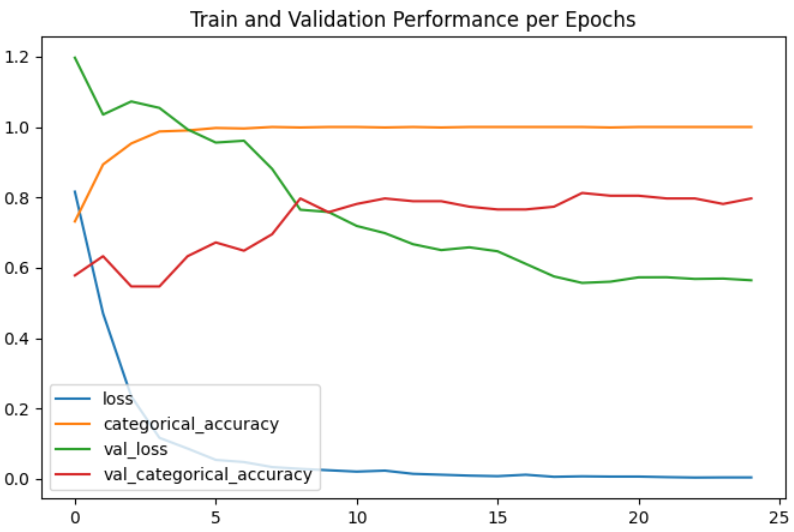 Train and Validation Performance per Epochs
1.2
1.0
0.8
0.6
0.4
0.2
0.0
loss
categorical_accuracy
val_loss
val_categorical_accuracy
0 5 10 15 20 25